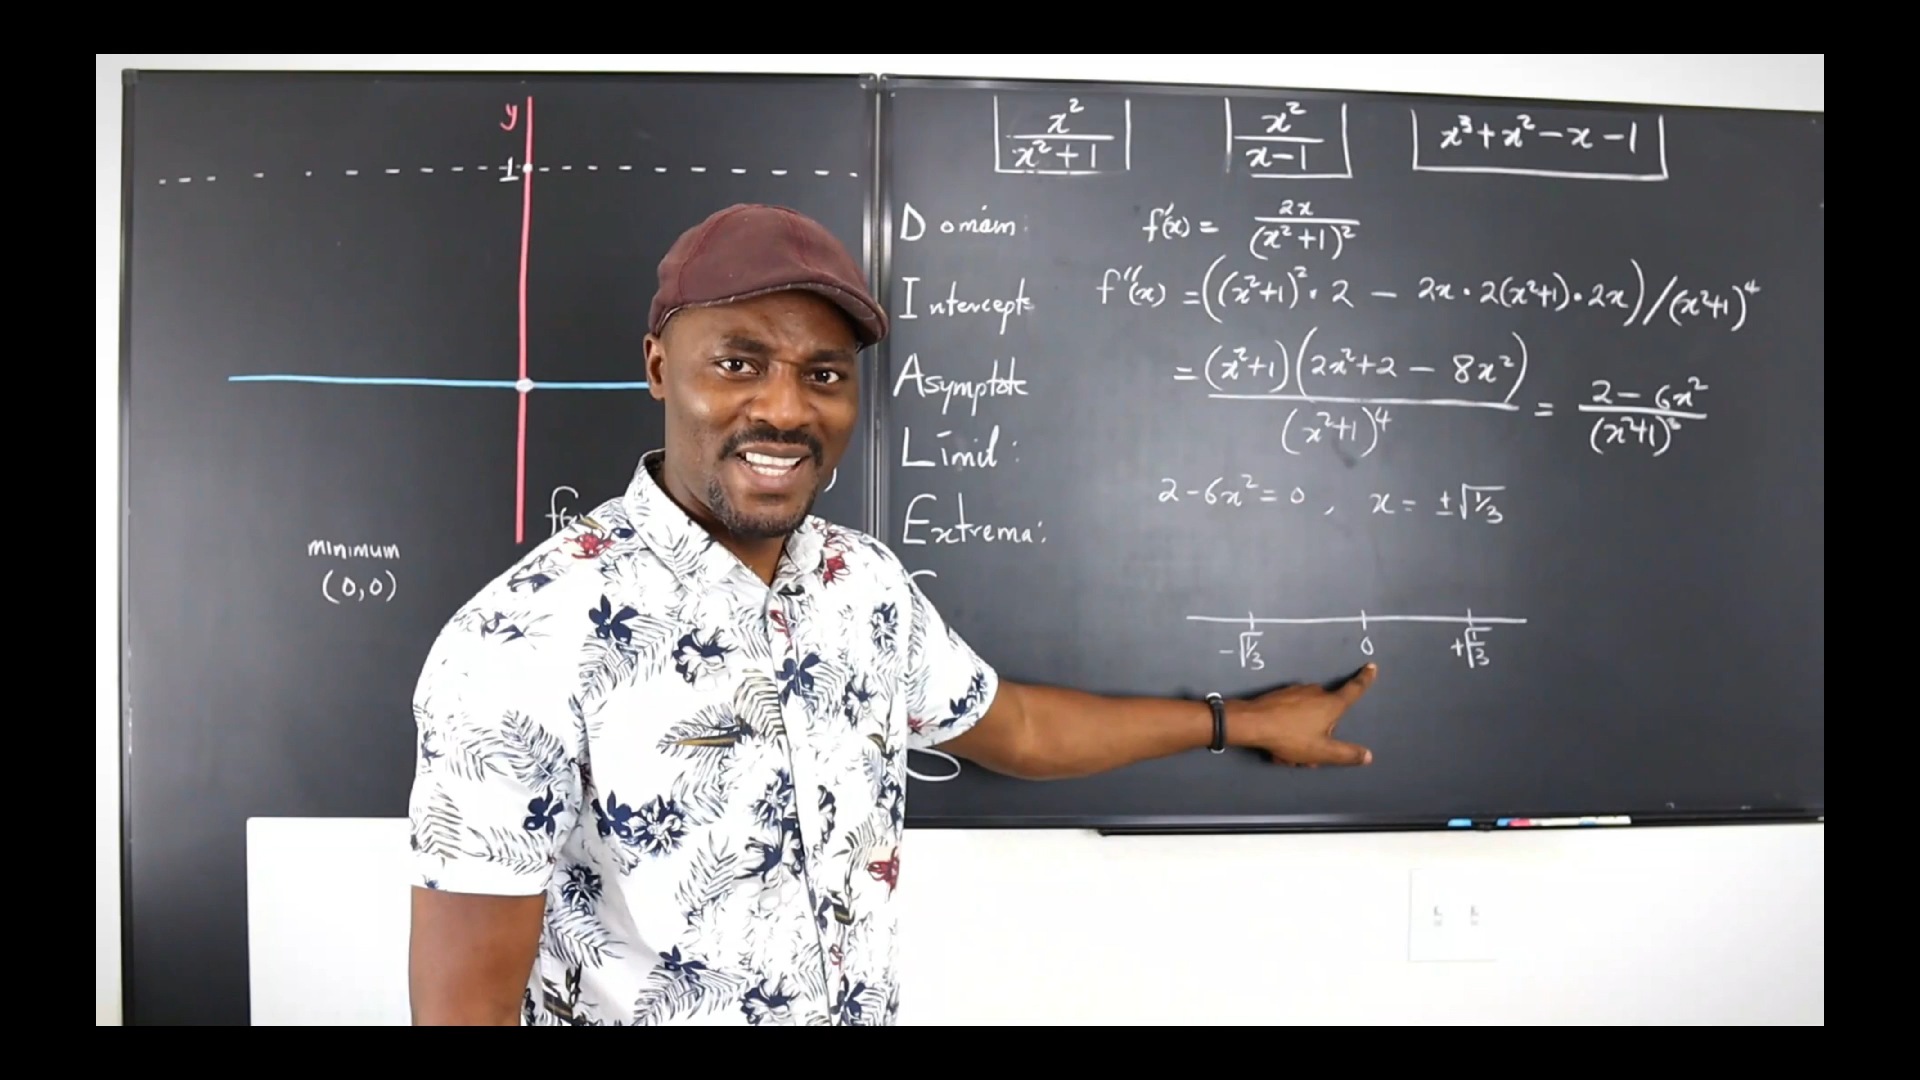 y
1
minimum
(0,0)
x²/(x²+1)
x²/(x-1)
x³+x²-x-1
Domain:
Intercept
Asymptote
Limit:
Extrema:
f'(x) = 2x/(x²+1)²
f''(x) = ((x²+1)²·2 - 2x·2(x²+1)·2x)/(x²+1)⁴
= (x²+1)(2x²+2 - 8x²)/(x²+1)⁴ = (2-6x²)/(x²+1)³
2-6x² = 0, x = ±√1/3
-√1/3 0 +√1/3